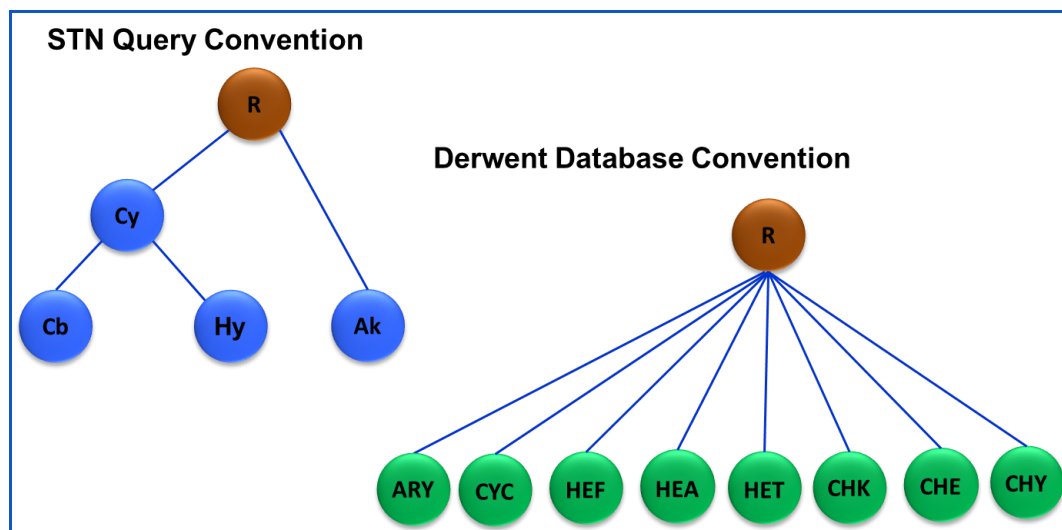 STN Query Convention
R
Cy
Cb
Hy
Ak
Derwent Database Convention
R
ARY
CYC
HEF
HEA
HET
CHK
CHE
CHY